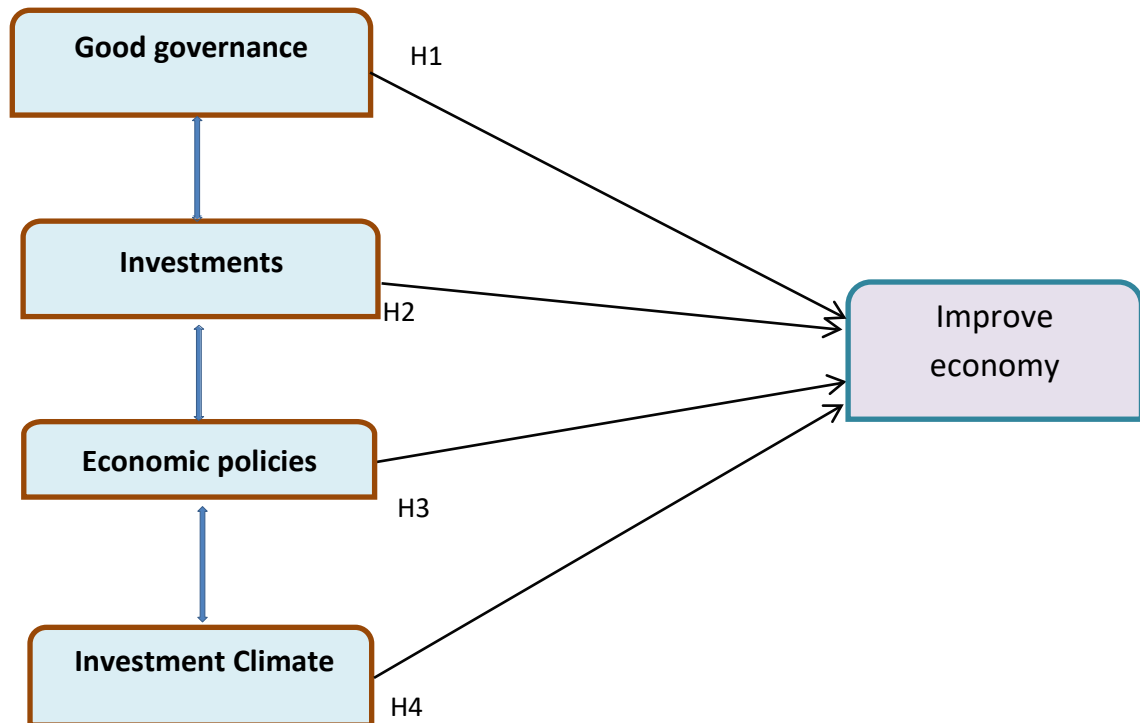 Good governance
H1
Investments
H2
Improve
economy
Economic policies
H3
Investment Climate
H4